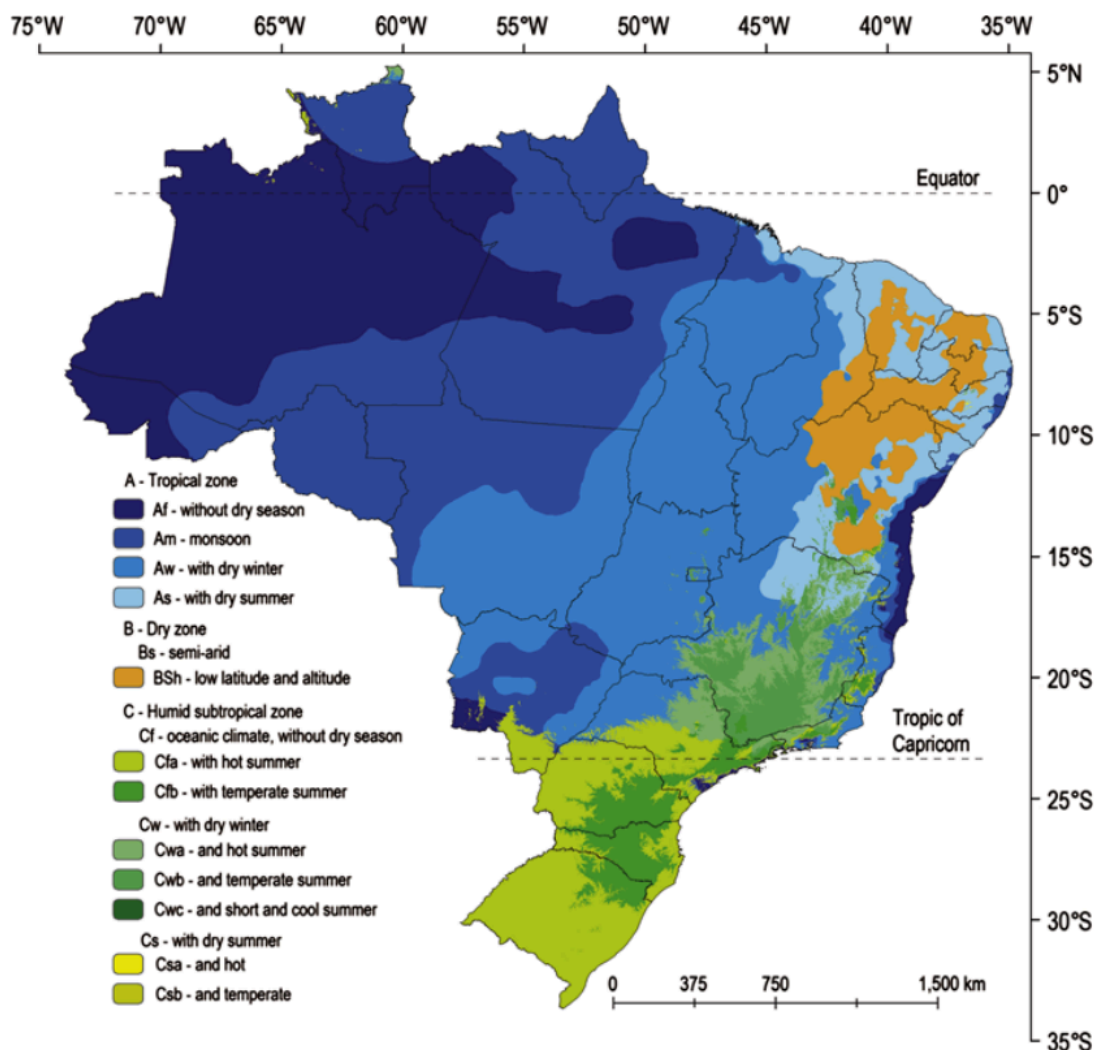 75°W 70°W 65°W 60°W 55°W 50°W 45°W 40°W 35°W
5°N
Equator
0°
5°S
10°S
A - Tropical zone
Af - without dry season
Am - monsoon
15°S
Aw - with dry winter
As - with dry summer
B - Dry zone
Bs - semi-arid
BSh - low latitude and altitude
20°S
C - Humid subtropical zone
Cf - oceanic climate, without dry season
Tropic of
Capricorn
Cfa - with hot summer
Cfb - with temperate summer
25°S
Cw - with dry winter
Cwa - and hot summer
Cwb - and temperate summer
Cwc - and short and cool summer
30°S
Cs - with dry summer
Csa - and hot
Csb - and temperate
0 375 750 1,500 km
35°S